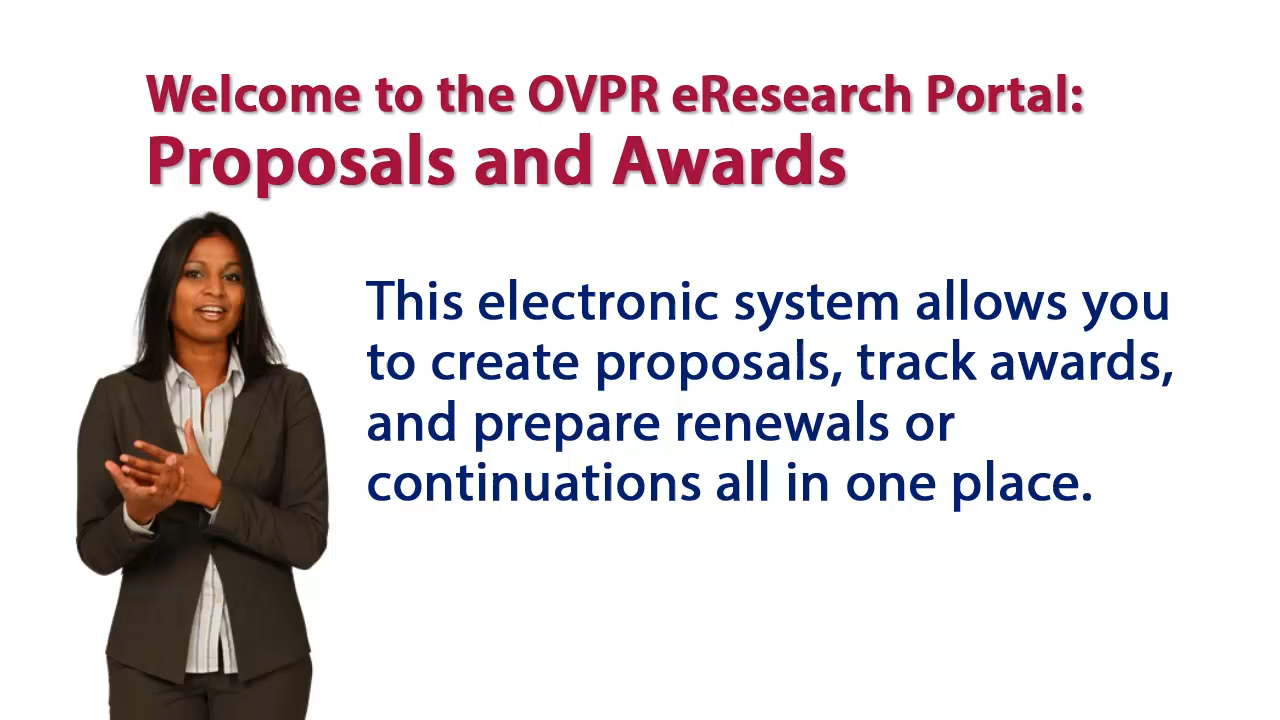 Welcome to the OVPR eResearch Portal:
Proposals and Awards
This electronic system allows you
to create proposals, track awards,
and prepare renewals or
continuations all in one place.